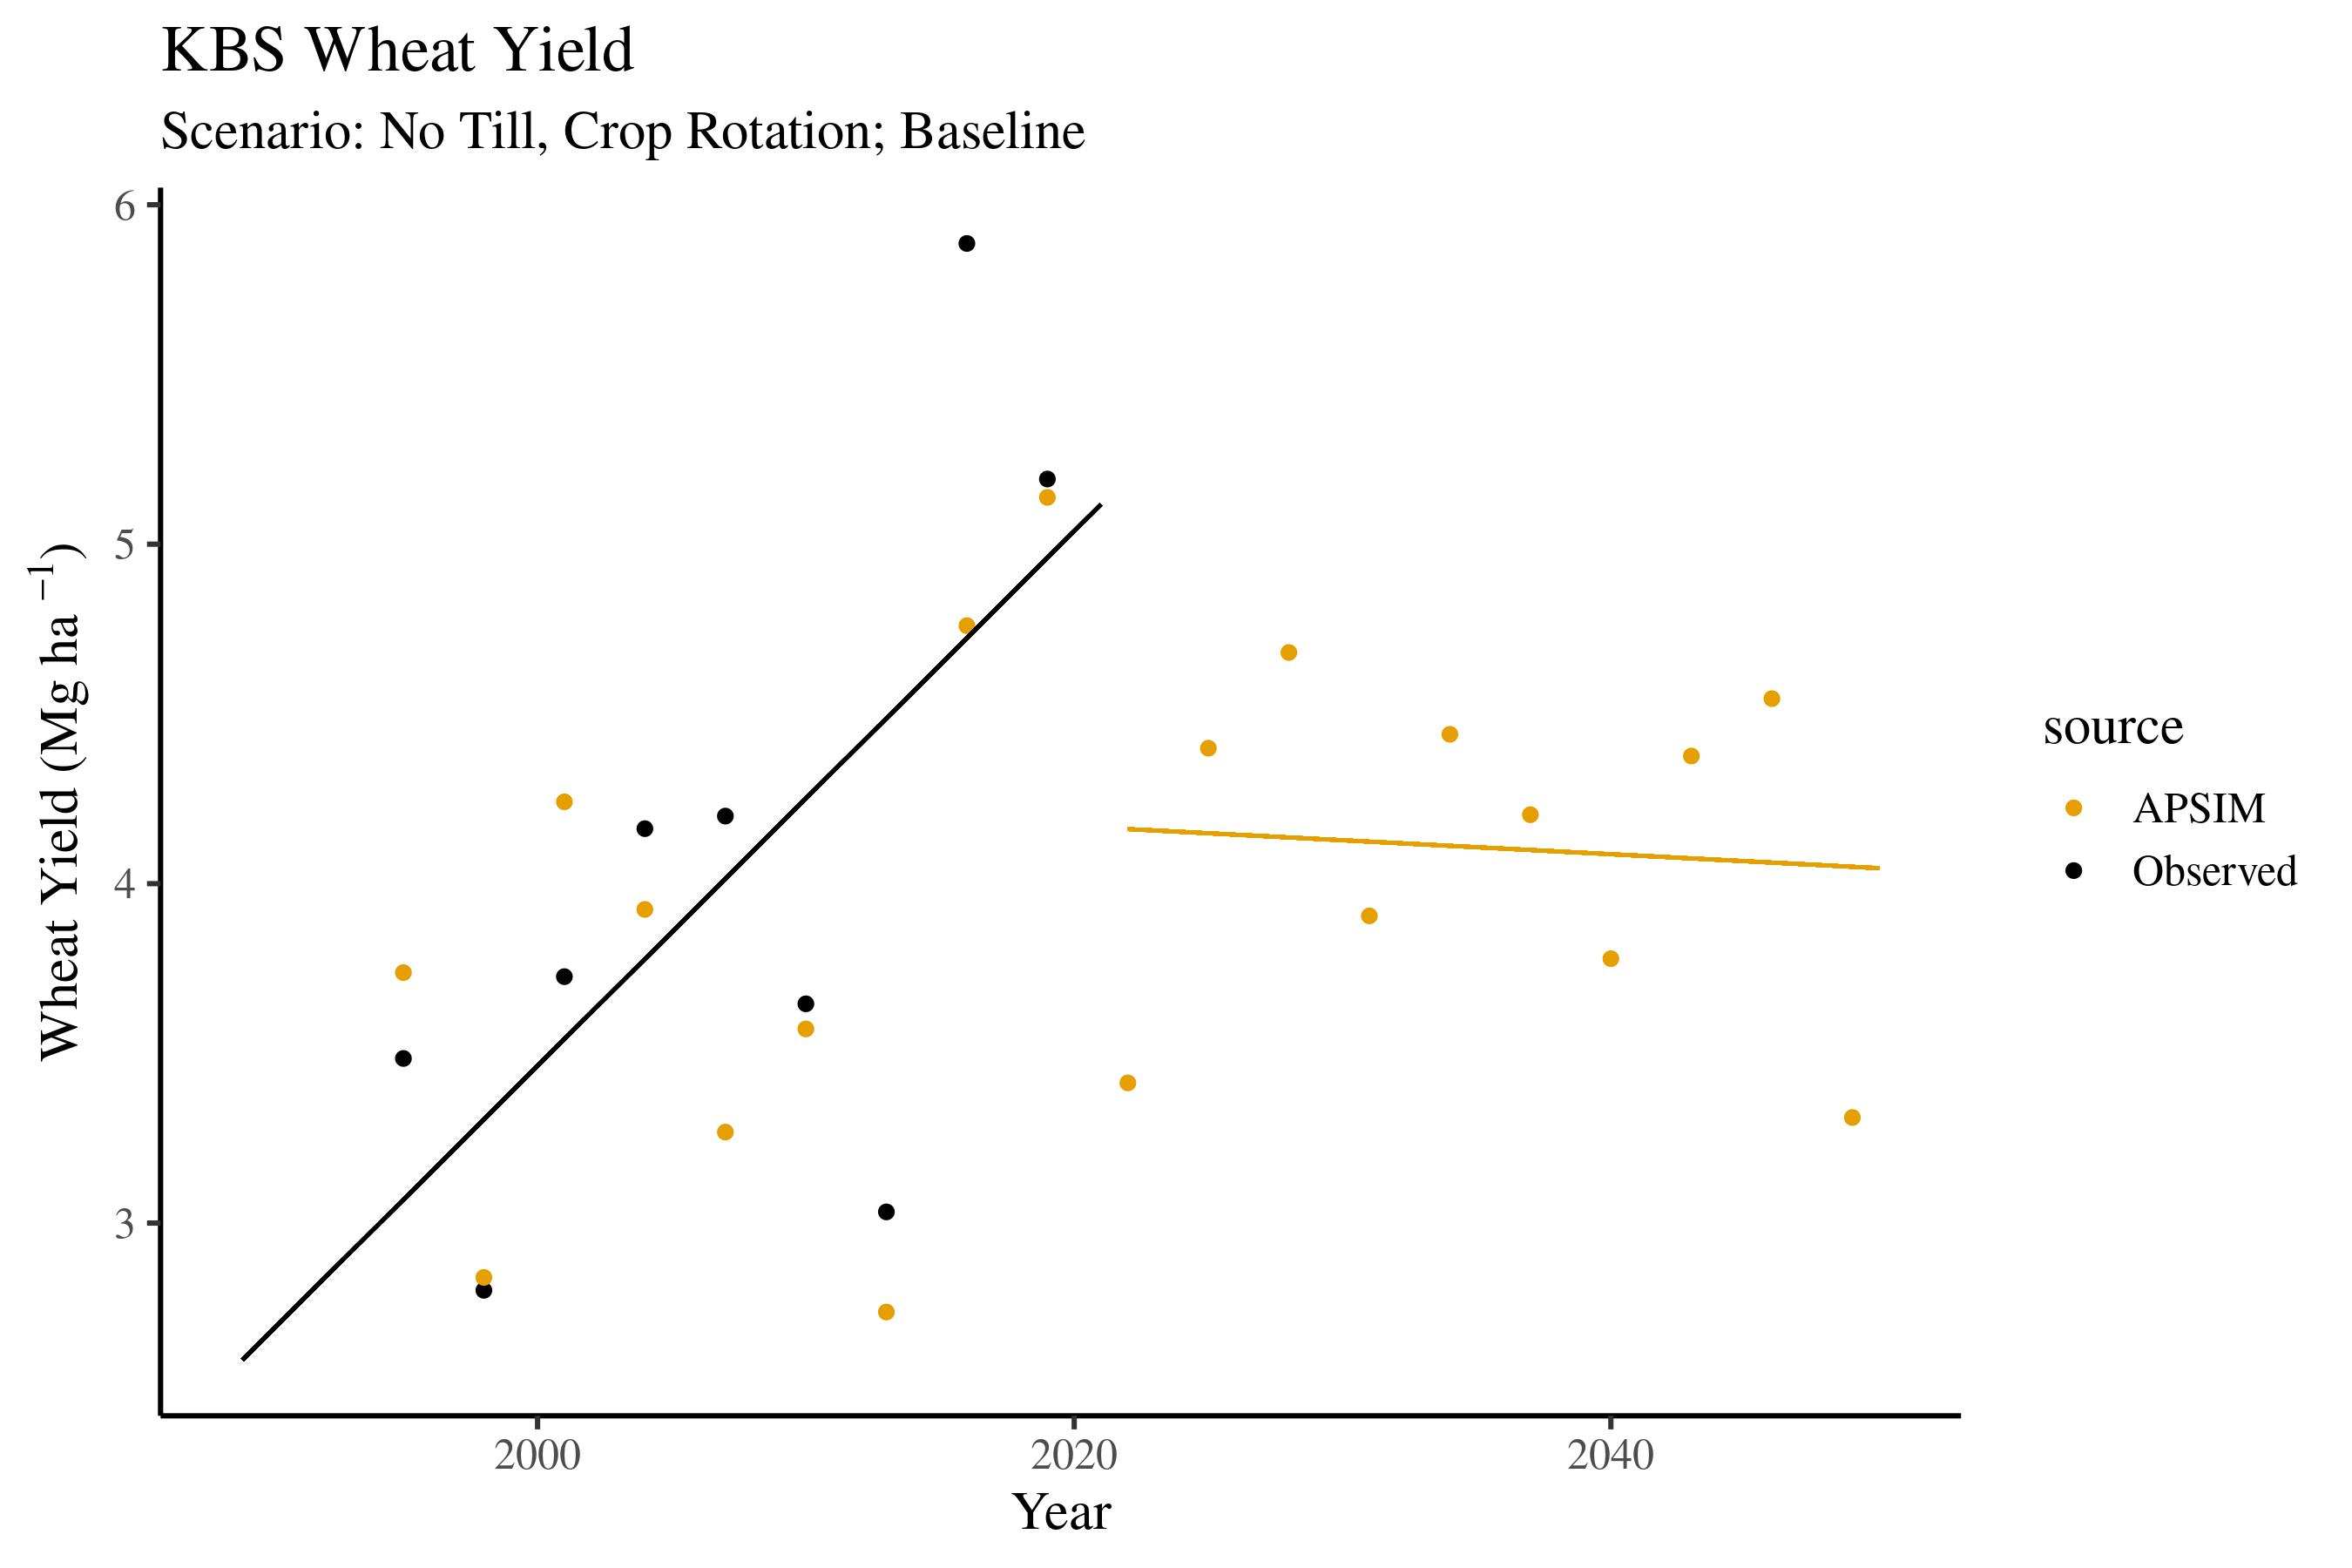 KBS Wheat Yield
Scenario: No Till, Crop Rotation; Baseline
6
5
4
3
Wheat Yield (Mg ha⁻¹)
2000
2020
2040
Year
source
APSIM
Observed